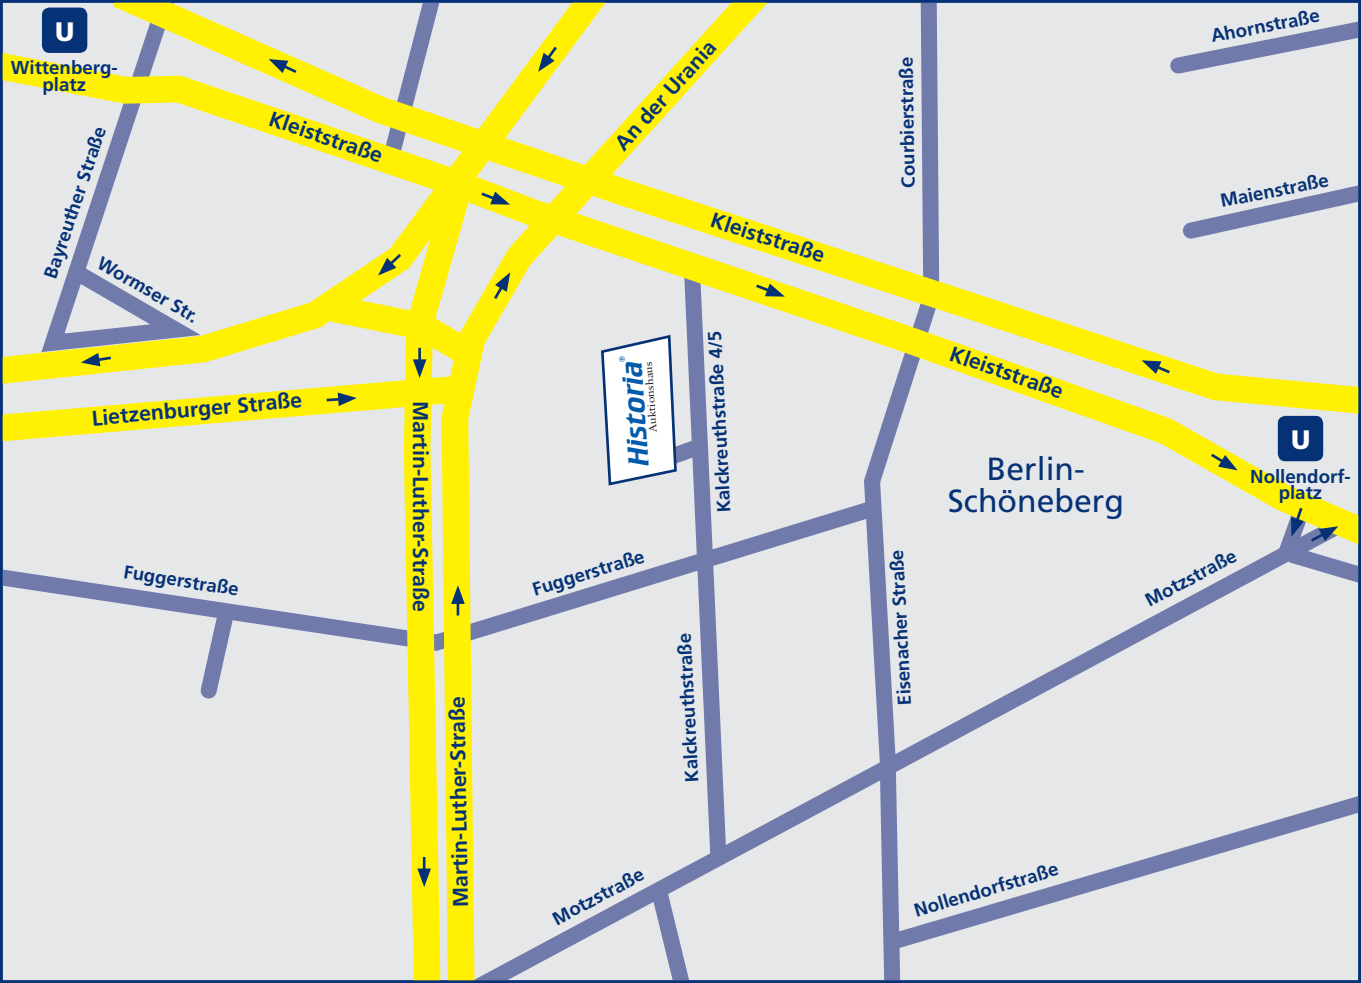 U
Wittenberg-
platz
Ahornstraße
Kleiststraße
An der Urania
Courbierstraße
Maienstraße
Bayreuther Straße
Wormser Str.
Kleiststraße
Kleiststraße
Lietzenburger Straße
Historia®
Auktionshaus
Kalckreuthstraße 4/5
Martin-Luther-Straße
Berlin-
Schöneberg
U
Nollendorf-
platz
Fuggerstraße
Fuggerstraße
Motzstraße
Eisenacher Straße
Kalckreuthstraße
Martin-Luther-Straße
Motzstraße
Nollendorfstraße